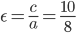 ϵ = c/a = 10/8